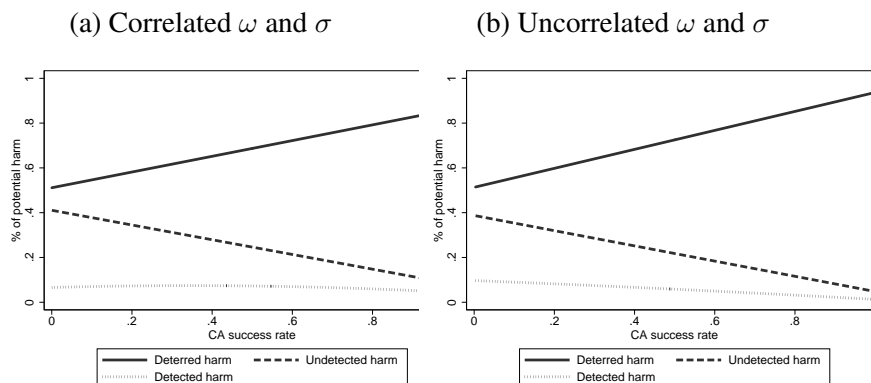 (a) Correlated ω and σ
(b) Uncorrelated ω and σ
% of potential harm
1
.8
.6
.4
.2
0
0 .2 .4 .6 .8
CA success rate
Deterred harm Undetected harm
Detected harm
% of potential harm
1
.8
.6
.4
.2
0
0 .2 .4 .6 .8
CA success rate
Deterred harm Undetected harm
Detected harm